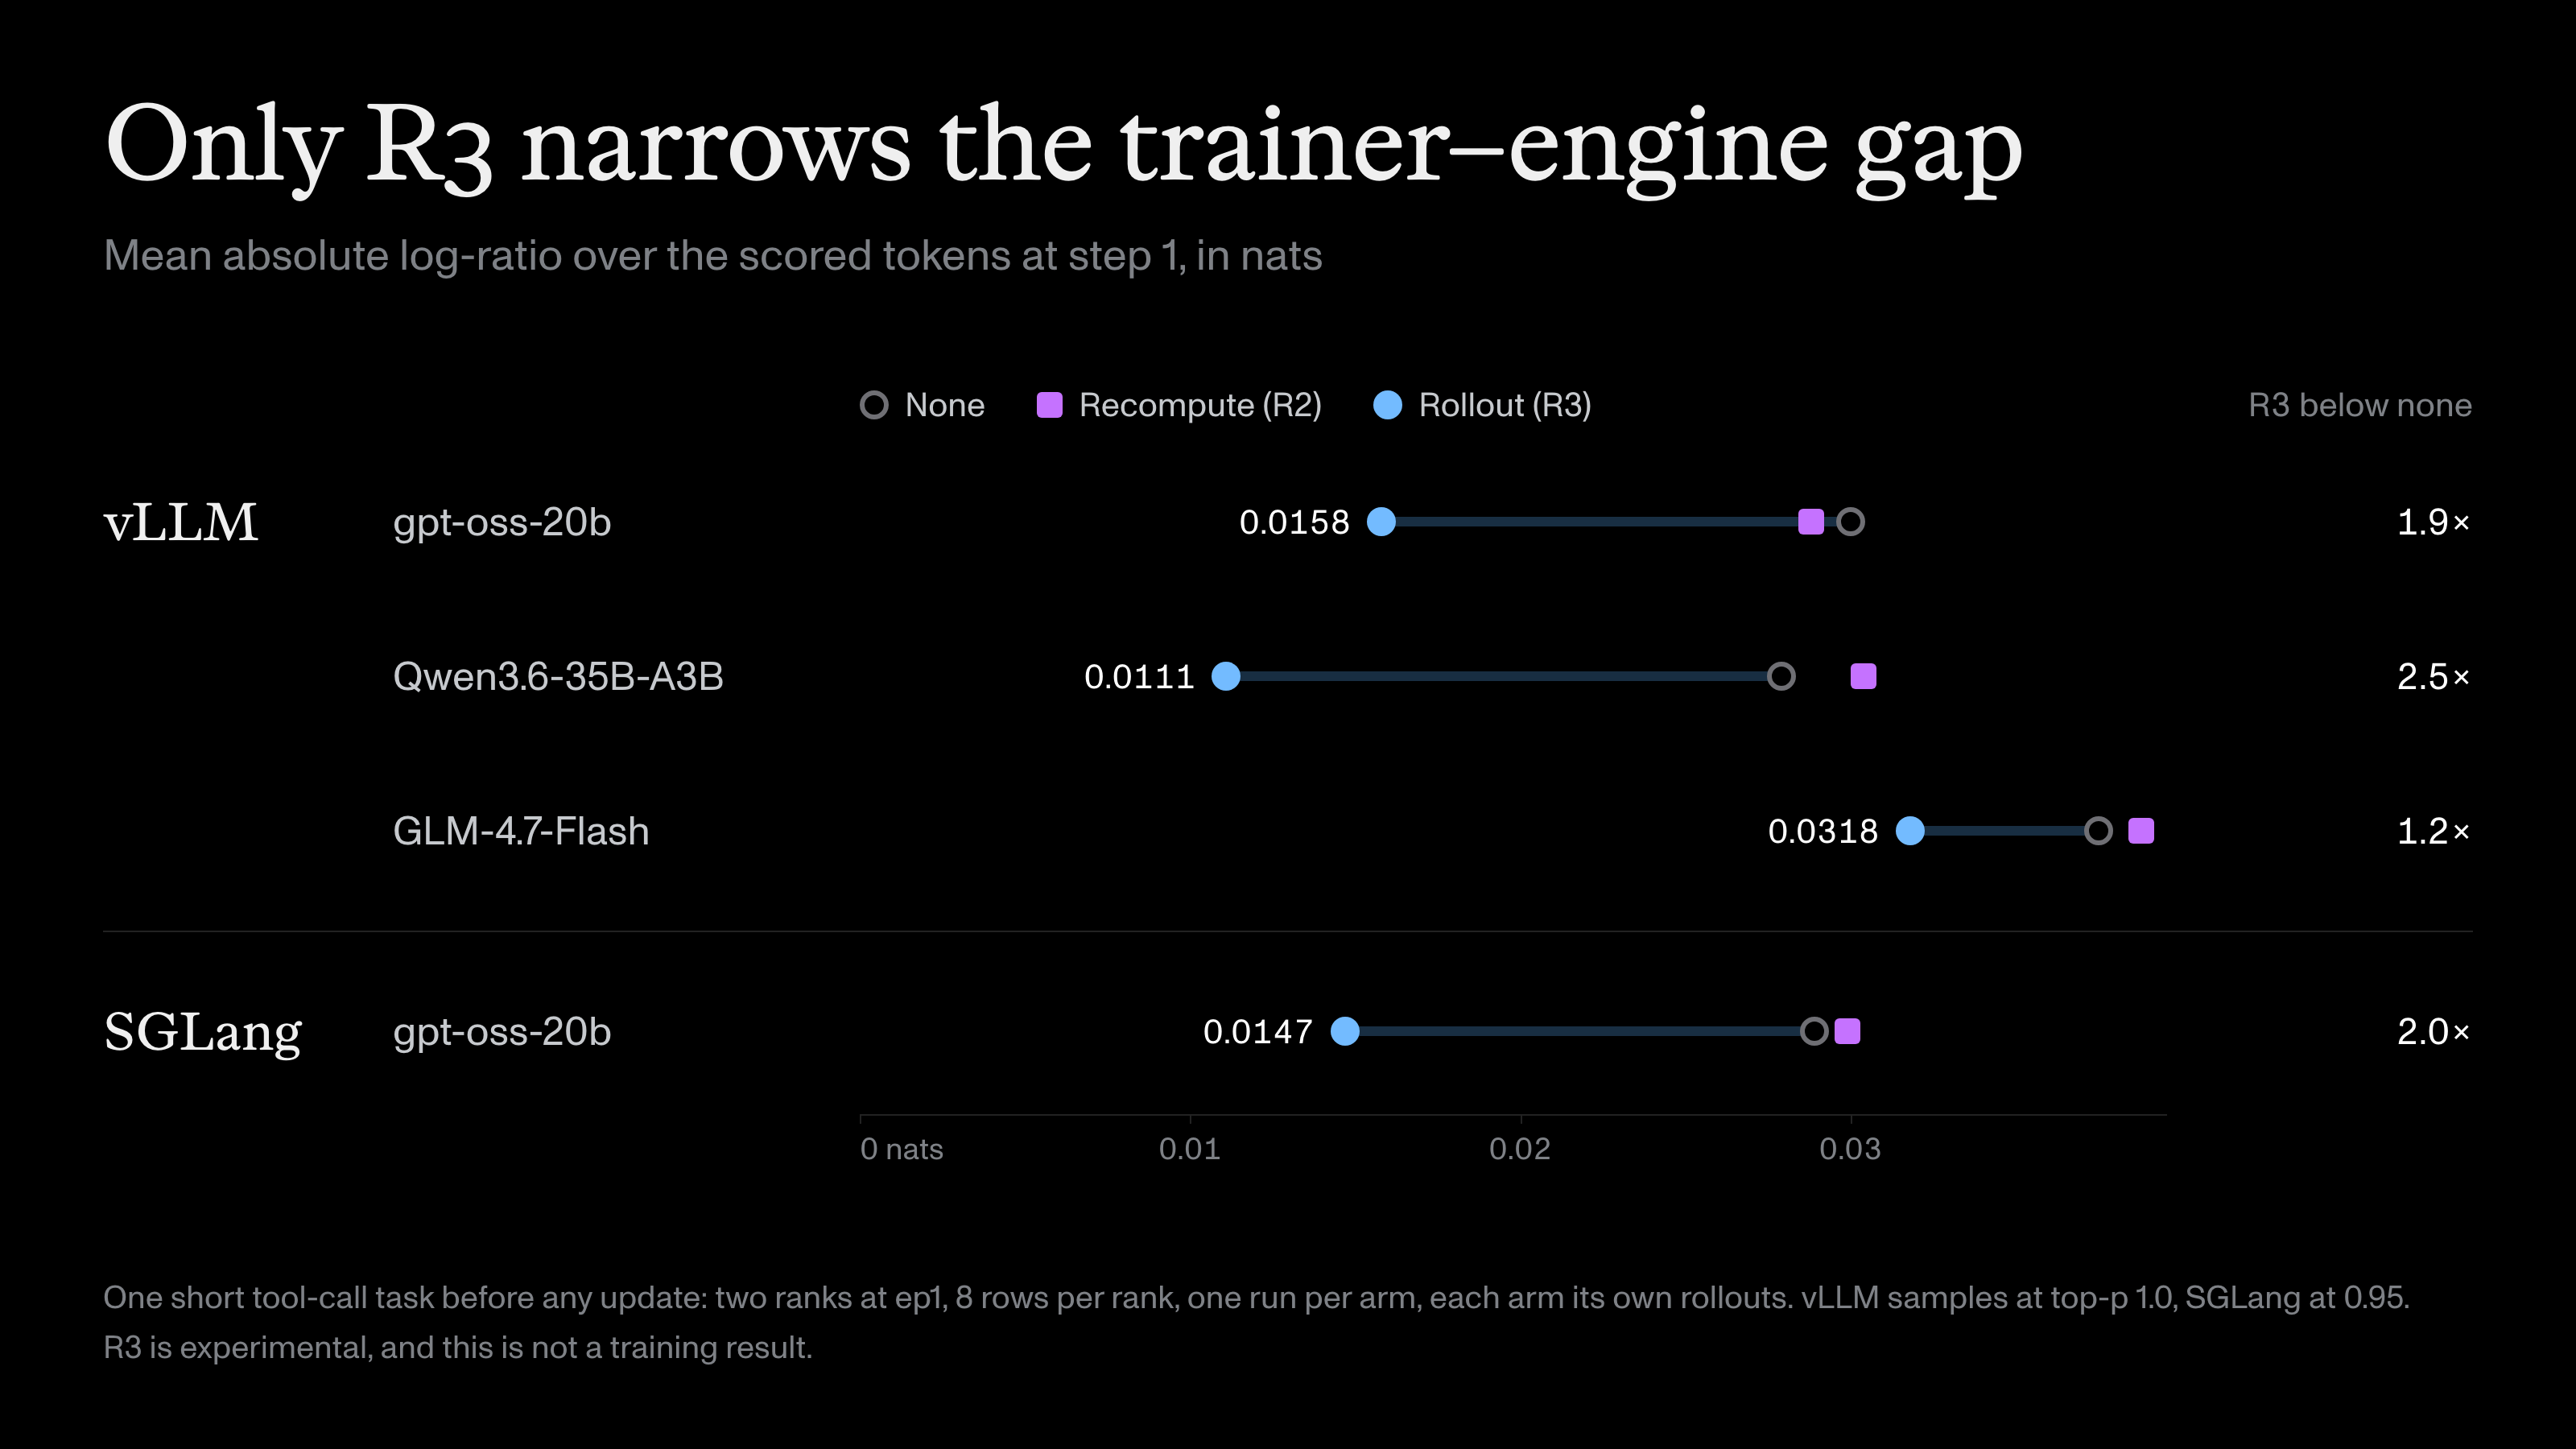 Only R3 narrows the trainer–engine gap
Mean absolute log-ratio over the scored tokens at step 1, in nats
None Recompute (R2) Rollout (R3) R3 below none
vLLM gpt-oss-20b 0.0158 1.9×
Qwen3.6-35B-A3B 0.0111 2.5×
GLM-4.7-Flash 0.0318 1.2×
SGLang gpt-oss-20b 0.0147 2.0×
0 nats 0.01 0.02 0.03
One short tool-call task before any update: two ranks at ep1, 8 rows per rank, one run per arm, each arm its own rollouts. vLLM samples at top-p 1.0, SGLang at 0.95.
R3 is experimental, and this is not a training result.